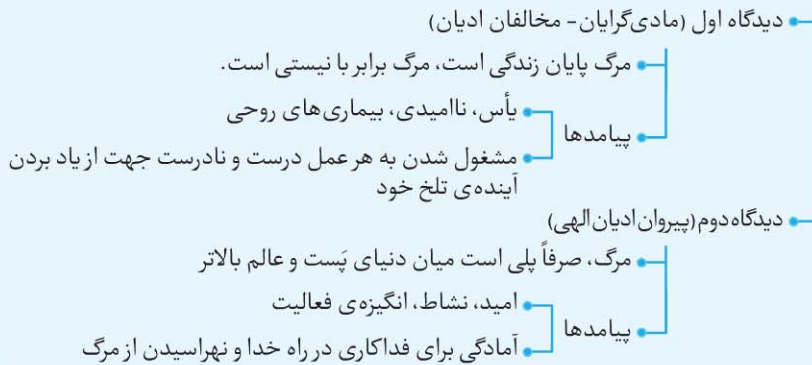 دیدگاه اول (مادی‌گرایان - مخالفان ادیان)
مرگ پایان زندگی است، مرگ برابر با نیستی است.
پیامدها
یأس، ناامیدی، بیماری‌های روحی
مشغول شدن به هر عمل درست و نادرست جهت از یاد بردن
آینده‌ی تلخ خود
دیدگاه دوم (پیروان ادیان الهی)
مرگ، صرفاً پلی است میان دنیای پَست و عالم بالاتر
پیامدها
امید، نشاط، انگیزه‌ی فعالیت
آمادگی برای فداکاری در راه خدا و نهراسیدن از مرگ